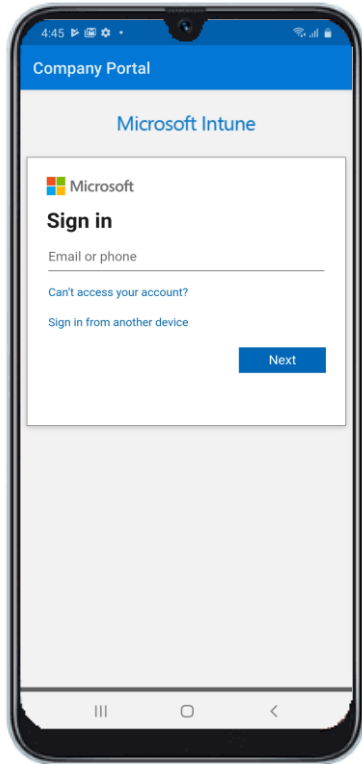 4:45
Company Portal
Microsoft Intune
Microsoft
Sign in
Email or phone
Can't access your account?
Sign in from another device
Next